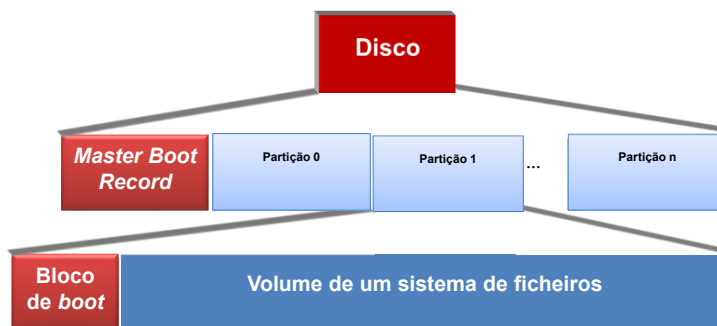 Disco
Master Boot
Record
Partição 0
Partição 1
...
Partição n
Bloco
de boot
Volume de um sistema de ficheiros